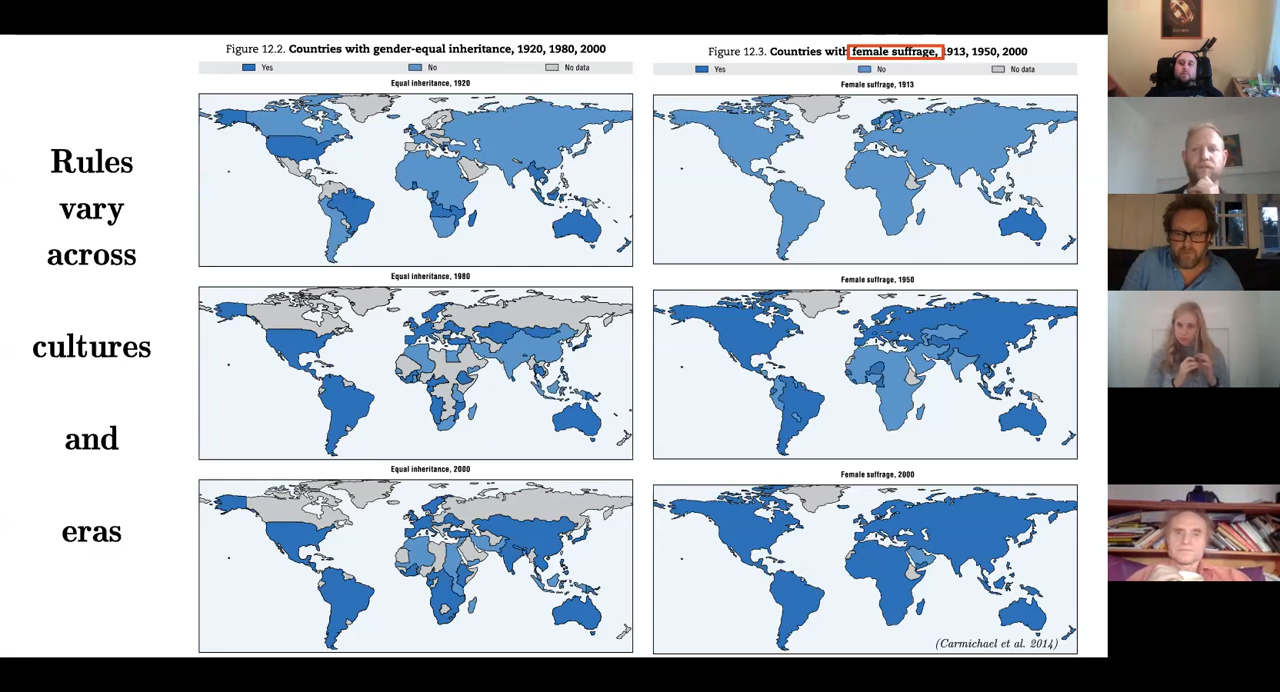 Rules
vary
across
cultures
and
eras
Figure 12.2. Countries with gender-equal inheritance, 1920, 1980, 2000
Yes No No data
Equal inheritance, 1920
Equal inheritance, 1980
Equal inheritance, 2000
Figure 12.3. Countries with female suffrage, 1913, 1950, 2000
Yes No No data
Female suffrage, 1913
Female suffrage, 1950
Female suffrage, 2000
(Carmichael et al. 2014)